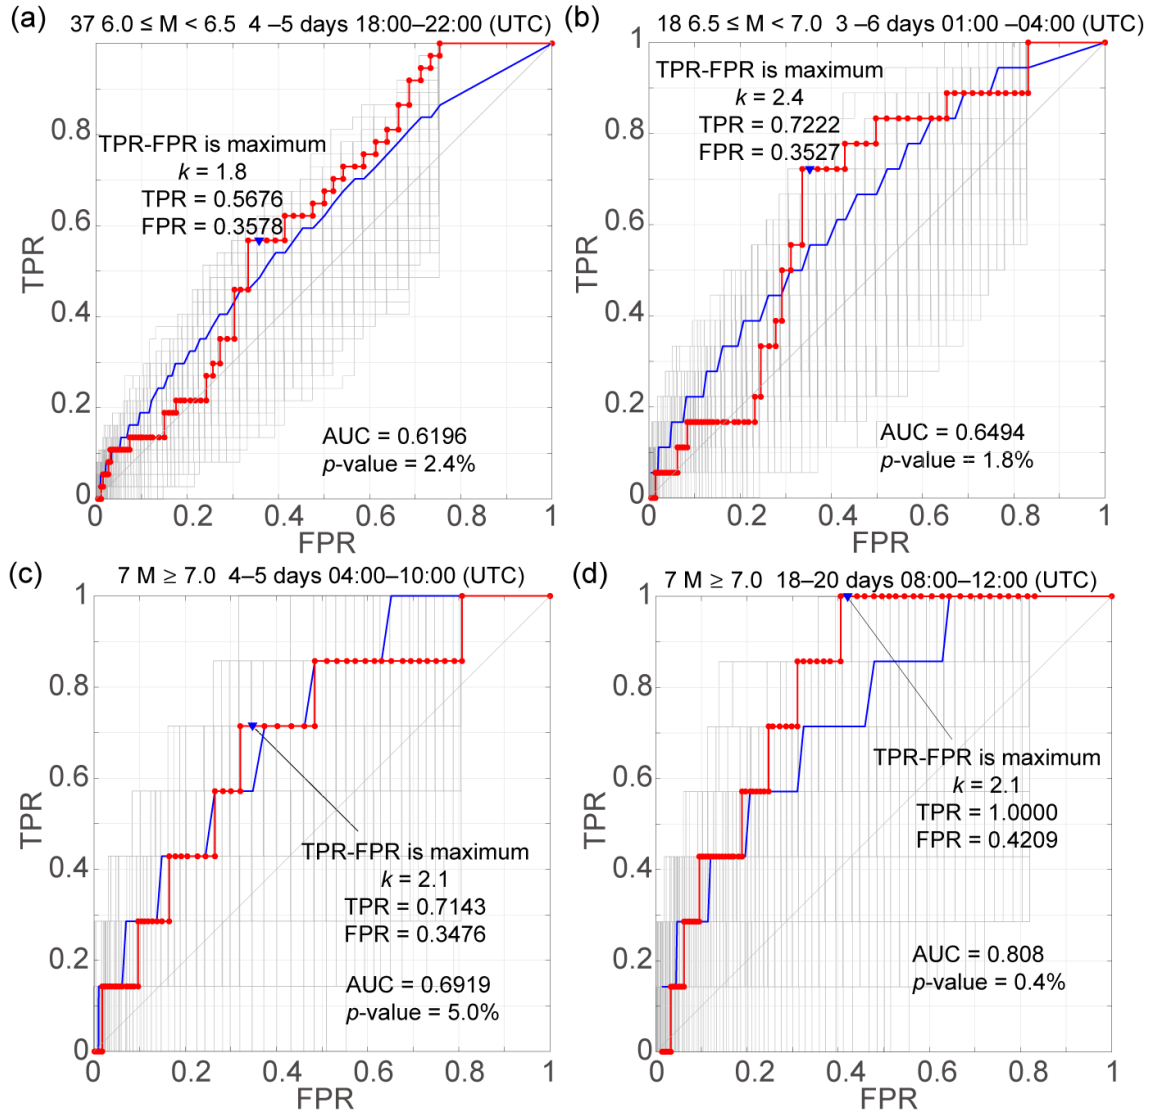 (a)
37 6.0 ≤ M < 6.5 4 –5 days 18:00–22:00 (UTC)
1
0.8
0.6
0.4
0.2
0
TPR
TPR-FPR is maximum
k = 1.8
TPR = 0.5676
FPR = 0.3578
AUC = 0.6196
p-value = 2.4%
0
0.2
0.4
0.6
0.8
1
FPR
(b)
18 6.5 ≤ M < 7.0 3 –6 days 01:00 –04:00 (UTC)
1
0.8
0.6
0.4
0.2
0
TPR
TPR-FPR is maximum
k = 2.4
TPR = 0.7222
FPR = 0.3527
AUC = 0.6494
p-value = 1.8%
0
0.2
0.4
0.6
0.8
1
FPR
(c)
7 M ≥ 7.0 4–5 days 04:00–10:00 (UTC)
1
0.8
0.6
0.4
0.2
0
TPR
TPR-FPR is maximum
k = 2.1
TPR = 0.7143
FPR = 0.3476
AUC = 0.6919
p-value = 5.0%
0
0.2
0.4
0.6
0.8
1
FPR
(d)
7 M ≥ 7.0 18–20 days 08:00–12:00 (UTC)
1
0.8
0.6
0.4
0.2
0
TPR
TPR-FPR is maximum
k = 2.1
TPR = 1.0000
FPR = 0.4209
AUC = 0.808
p-value = 0.4%
0
0.2
0.4
0.6
0.8
1
FPR